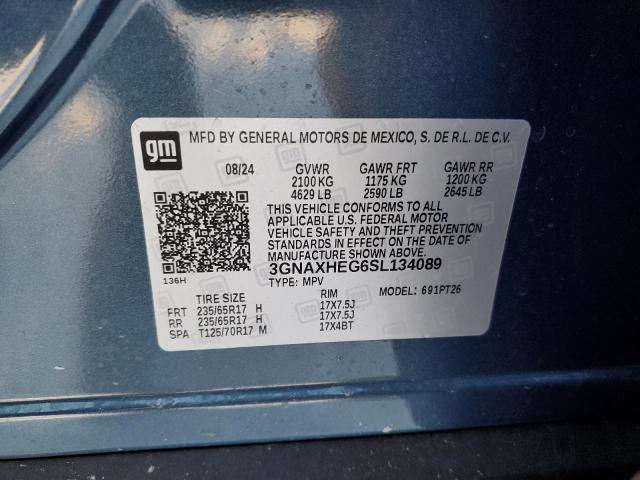 gm MFD BY GENERAL MOTORS DE MEXICO, S. DE R.L. DE C.V.
08/24 GVWR GAWR FRT GAWR RR
2100 KG 1175 KG 1200 KG
4629 LB 2590 LB 2645 LB
THIS VEHICLE CONFORMS TO ALL
APPLICABLE U.S. FEDERAL MOTOR
VEHICLE SAFETY AND THEFT PREVENTION
STANDARDS IN EFFECT ON THE DATE OF
MANUFACTURE SHOWN ABOVE.
3GNAXHEG6SL134089
136H TYPE: MPV MODEL: 691PT26
TIRE SIZE RIM
FRT 235/65R17 H 17X7.5J
RR 235/65R17 H 17X7.5J
SPA T125/70R17 M 17X4BT